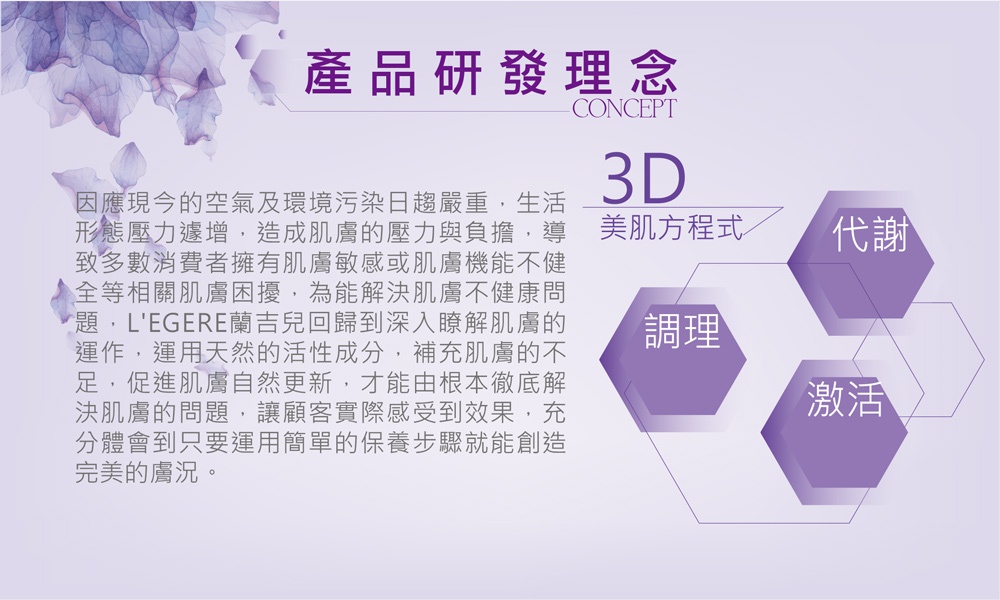 產品研發理念
CONCEPT
因應現今的空氣及環境污染日趨嚴重，生活
形態壓力遽增，造成肌膚的壓力與負擔，導
致多數消費者擁有肌膚敏感或肌膚機能不健
全等相關肌膚困擾，為能解決肌膚不健康問
題，L'EGERE蘭吉兒回歸到深入瞭解肌膚的
運作，運用天然的活性成分，補充肌膚的不
足，促進肌膚自然更新，才能由根本徹底解
決肌膚的問題，讓顧客實際感受到效果，充
分體會到只要運用簡單的保養步驟就能創造
完美的膚況。
3D
美肌方程式
代謝
調理
激活